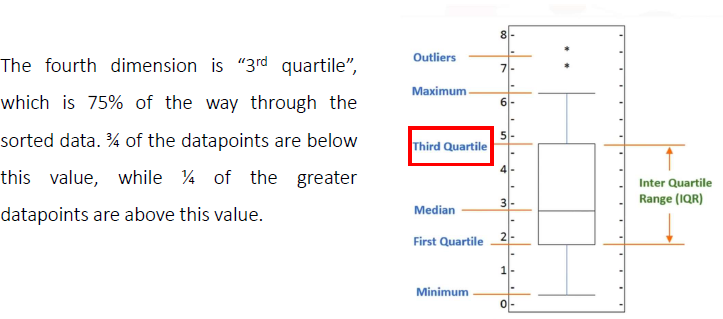 The fourth dimension is “3rd quartile”,
which is 75% of the way through the
sorted data. ¾ of the datapoints are below
this value, while ¼ of the greater
datapoints are above this value.
8
Outliers
7
Maximum
6
5
Third Quartile
4
Inter Quartile
Range (IQR)
3
Median
First Quartile
2
1
Minimum
0